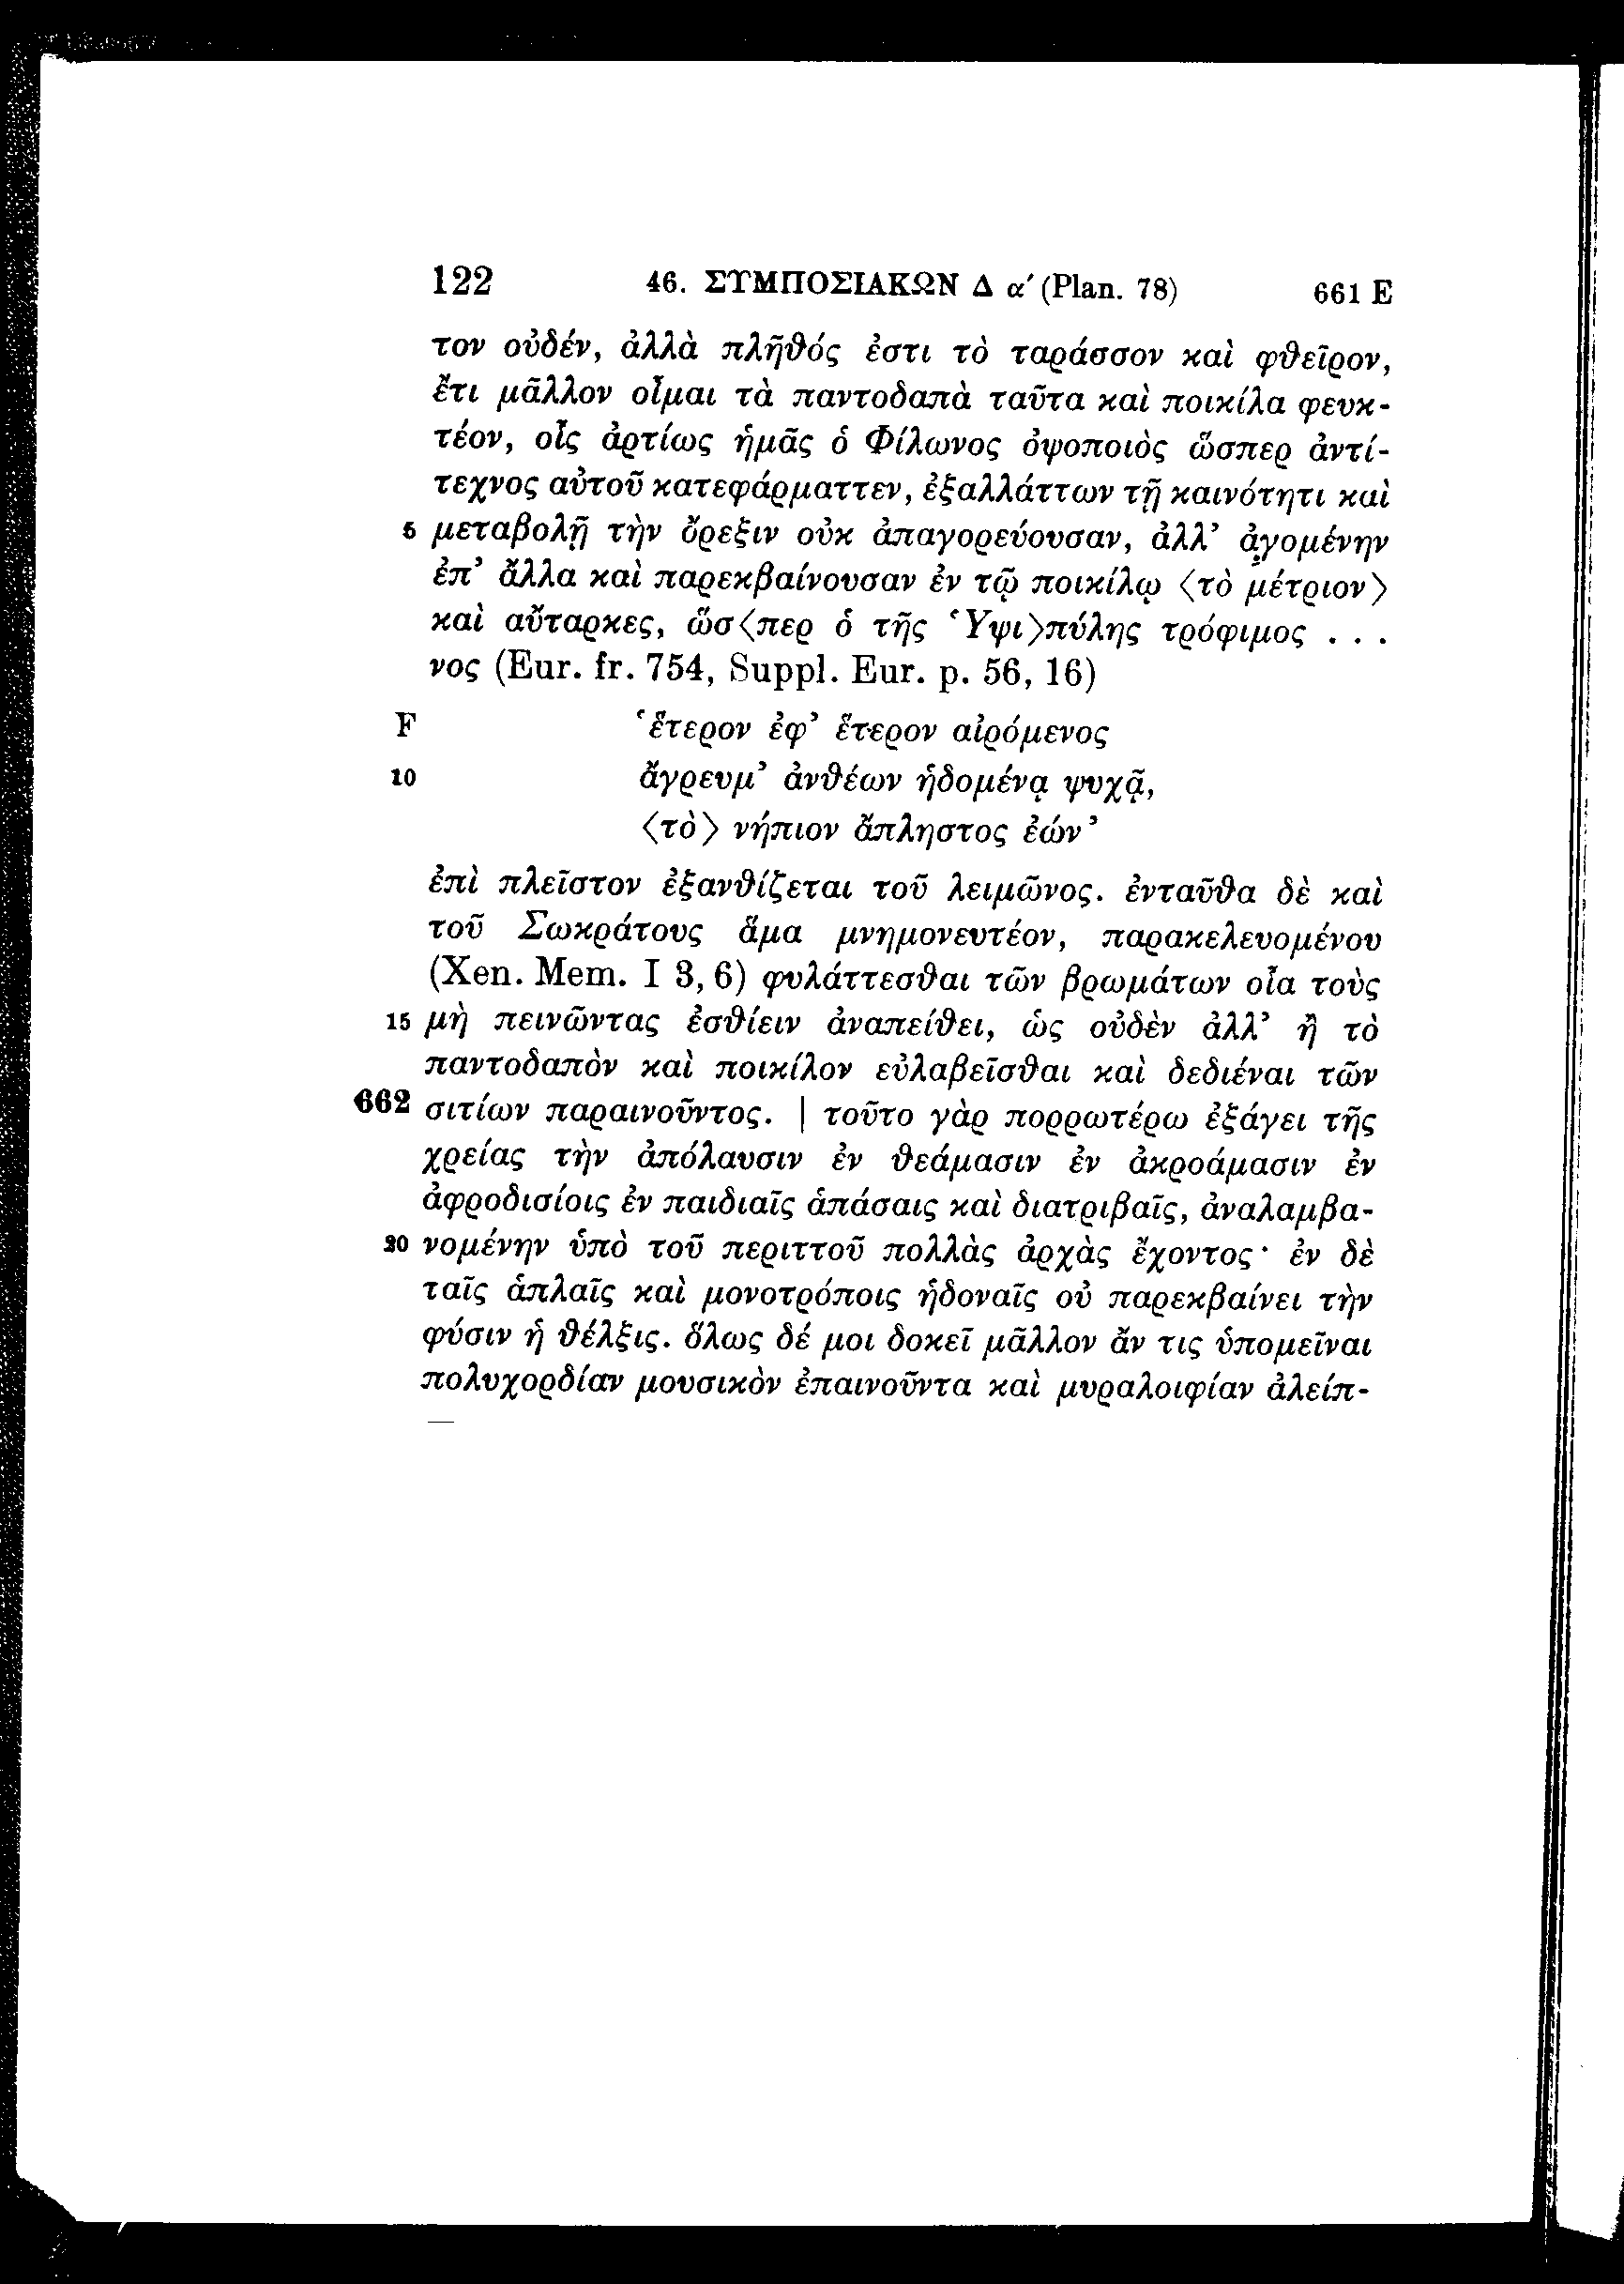 122 46. ΣΥΜΠΟΣΙΑΚΩΝ Δ α′ (Plan. 78) 661 E
τον οὐδέν, ἀλλὰ πλῆϑός ἐστι τὸ ταράσσον καὶ φϑεῖρον,
ἔτι μᾶλλον οἶμαι τὰ παντοδαπὰ ταῦτα καὶ ποικίλα φευκ-
τέον, οἷς ἀρτίως ἡμᾶς ὁ Φίλωνος ὀψοποιὸς ὥσπερ ἀντί-
τεχνος αὐτοῦ κατεφάρματτεν, ἐξαλλάττων τῇ καινότητι καὶ
5 μεταβολῇ τὴν ὄρεξιν οὐκ ἀπαγορεύουσαν, ἀλλ’ ἀγομένην
ἐπ’ ἄλλα καὶ παρεκβαίνουσαν ἐν τῷ ποικίλῳ ⟨τὸ μέτριον⟩
καὶ αὔταρκες, ὥσ⟨περ ὁ τῆς Ὑψι⟩πύλης τρόφιμος . . .
νος (Eur. fr. 754, Suppl. Eur. p. 56, 16)
F ‘ἕτερον ἐφ’ ἕτερον αἰρόμενος
10 ἄγρευμ’ ἀνϑέων ἡδομένᾳ ψυχᾷ,
⟨τὸ⟩ νήπιον ἄπληστος ἐών’
ἐπὶ πλεῖστον ἐξανϑίζεται τοῦ λειμῶνος. ἐνταῦϑα δὲ καὶ
τοῦ Σωκράτους ἅμα μνημονευτέον, παρακελευομένου
(Xen. Mem. I 3, 6) φυλάττεσϑαι τῶν βρωμάτων οἷα τοὺς
15 μὴ πεινῶντας ἐσϑίειν ἀναπείϑει, ὡς οὐδὲν ἀλλ’ ἢ τὸ
παντοδαπὸν καὶ ποικίλον εὐλαβεῖσϑαι καὶ δεδιέναι τῶν
662 σιτίων παραινοῦντος. | τοῦτο γὰρ πορρωτέρω ἐξάγει τῆς
χρείας τὴν ἀπόλαυσιν ἐν ϑεάμασιν ἐν ἀκροάμασιν ἐν
ἀφροδισίοις ἐν παιδιαῖς ἁπάσαις καὶ διατριβαῖς, ἀναλαμβα-
20 νομένην ὑπὸ τοῦ περιττοῦ πολλὰς ἀρχὰς ἔχοντος· ἐν δὲ
ταῖς ἁπλαῖς καὶ μονοτρόποις ἡδοναῖς οὐ παρεκβαίνει τὴν
φύσιν ἡ ϑέλξις. ὅλως δέ μοι δοκεῖ μᾶλλον ἄν τις ὑπομεῖναι
πολυχορδίαν μουσικὸν ἐπαινοῦντα καὶ μυραλοιφίαν ἀλείπ-